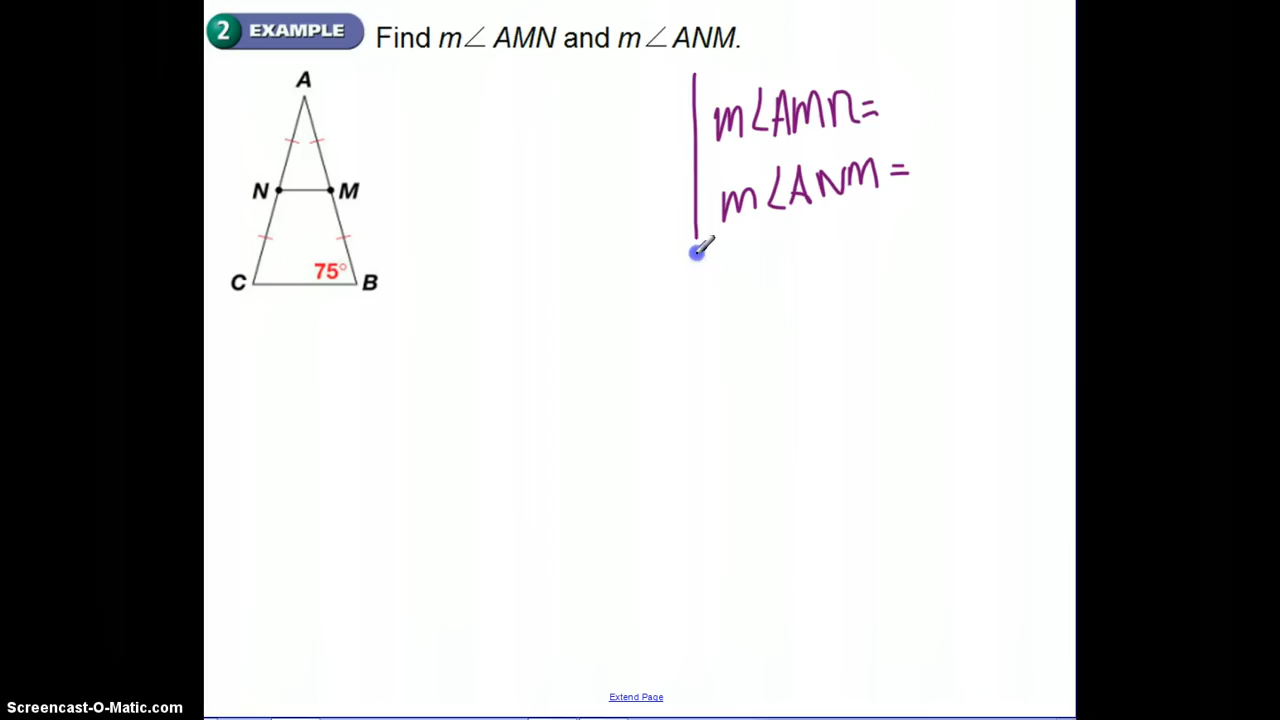 2 EXAMPLE Find m∠ AMN and m∠ ANM.
A
N M
C 75° B
m∠AMN=
m∠ANM=
Extend Page
Screencast-O-Matic.com